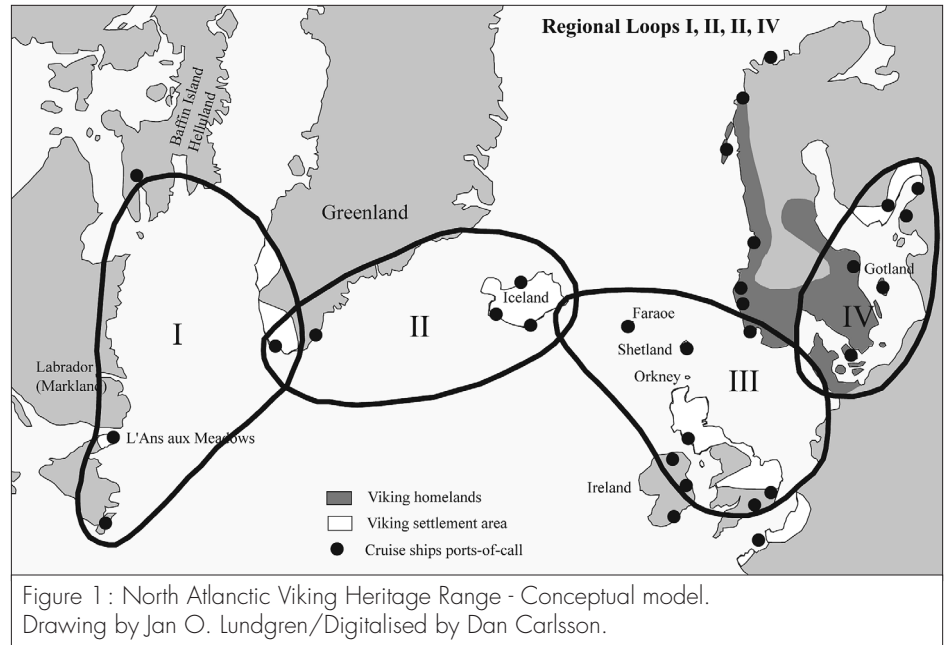 Regional Loops I, II, II, IV
Baffin Island
Helluland
Greenland
Gotland
Iceland
I
II
IV
Faraoe
Shetland
Orkney
III
Labrador
(Markland)
L'Ans aux Meadows
Ireland
Viking homelands
Viking settlement area
Cruise ships ports-of-call
Figure 1: North Atlanctic Viking Heritage Range - Conceptual model.
Drawing by Jan O. Lundgren/Digitalised by Dan Carlsson.